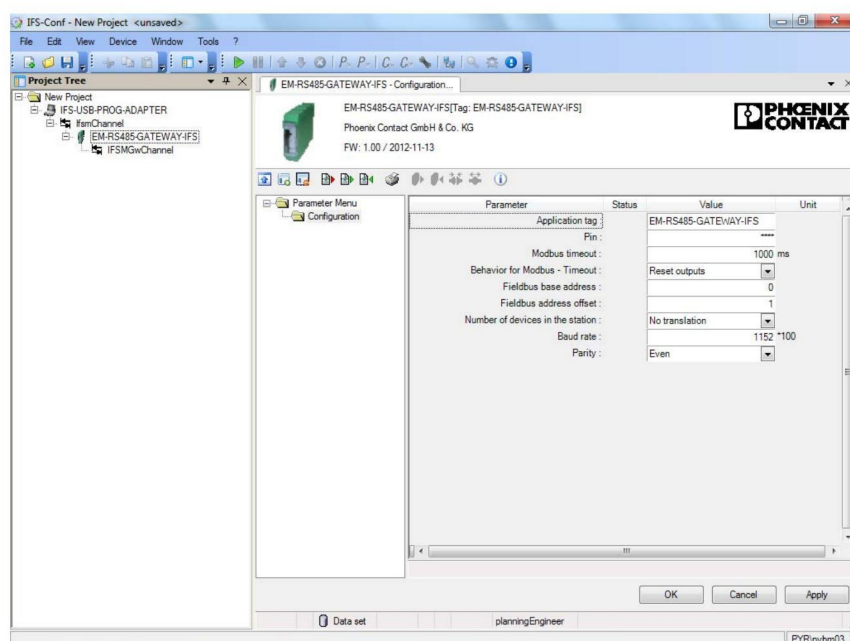 IFS-Conf - New Project <unsaved>
File Edit View Device Window Tools ?
Project Tree
New Project
IFS-USB-PROG-ADAPTER
IfsmChannel
EM-RS485-GATEWAY-IFS
IFSMGwChannel
EM-RS485-GATEWAY-IFS - Configuration...
EM-RS485-GATEWAY-IFS[Tag: EM-RS485-GATEWAY-IFS]
Phoenix Contact GmbH & Co. KG
FW: 1.00 / 2012-11-13
PHŒNIX
CONTACT
Parameter Menu
Configuration
Parameter Status Value Unit
Application tag : EM-RS485-GATEWAY-IFS
Pin : ****
Modbus timeout : 1000 ms
Behavior for Modbus - Timeout : Reset outputs
Fieldbus base address : 0
Fieldbus address offset : 1
Number of devices in the station : No translation
Baud rate : 1152 *100
Parity : Even
OK Cancel Apply
Data set planningEngineer